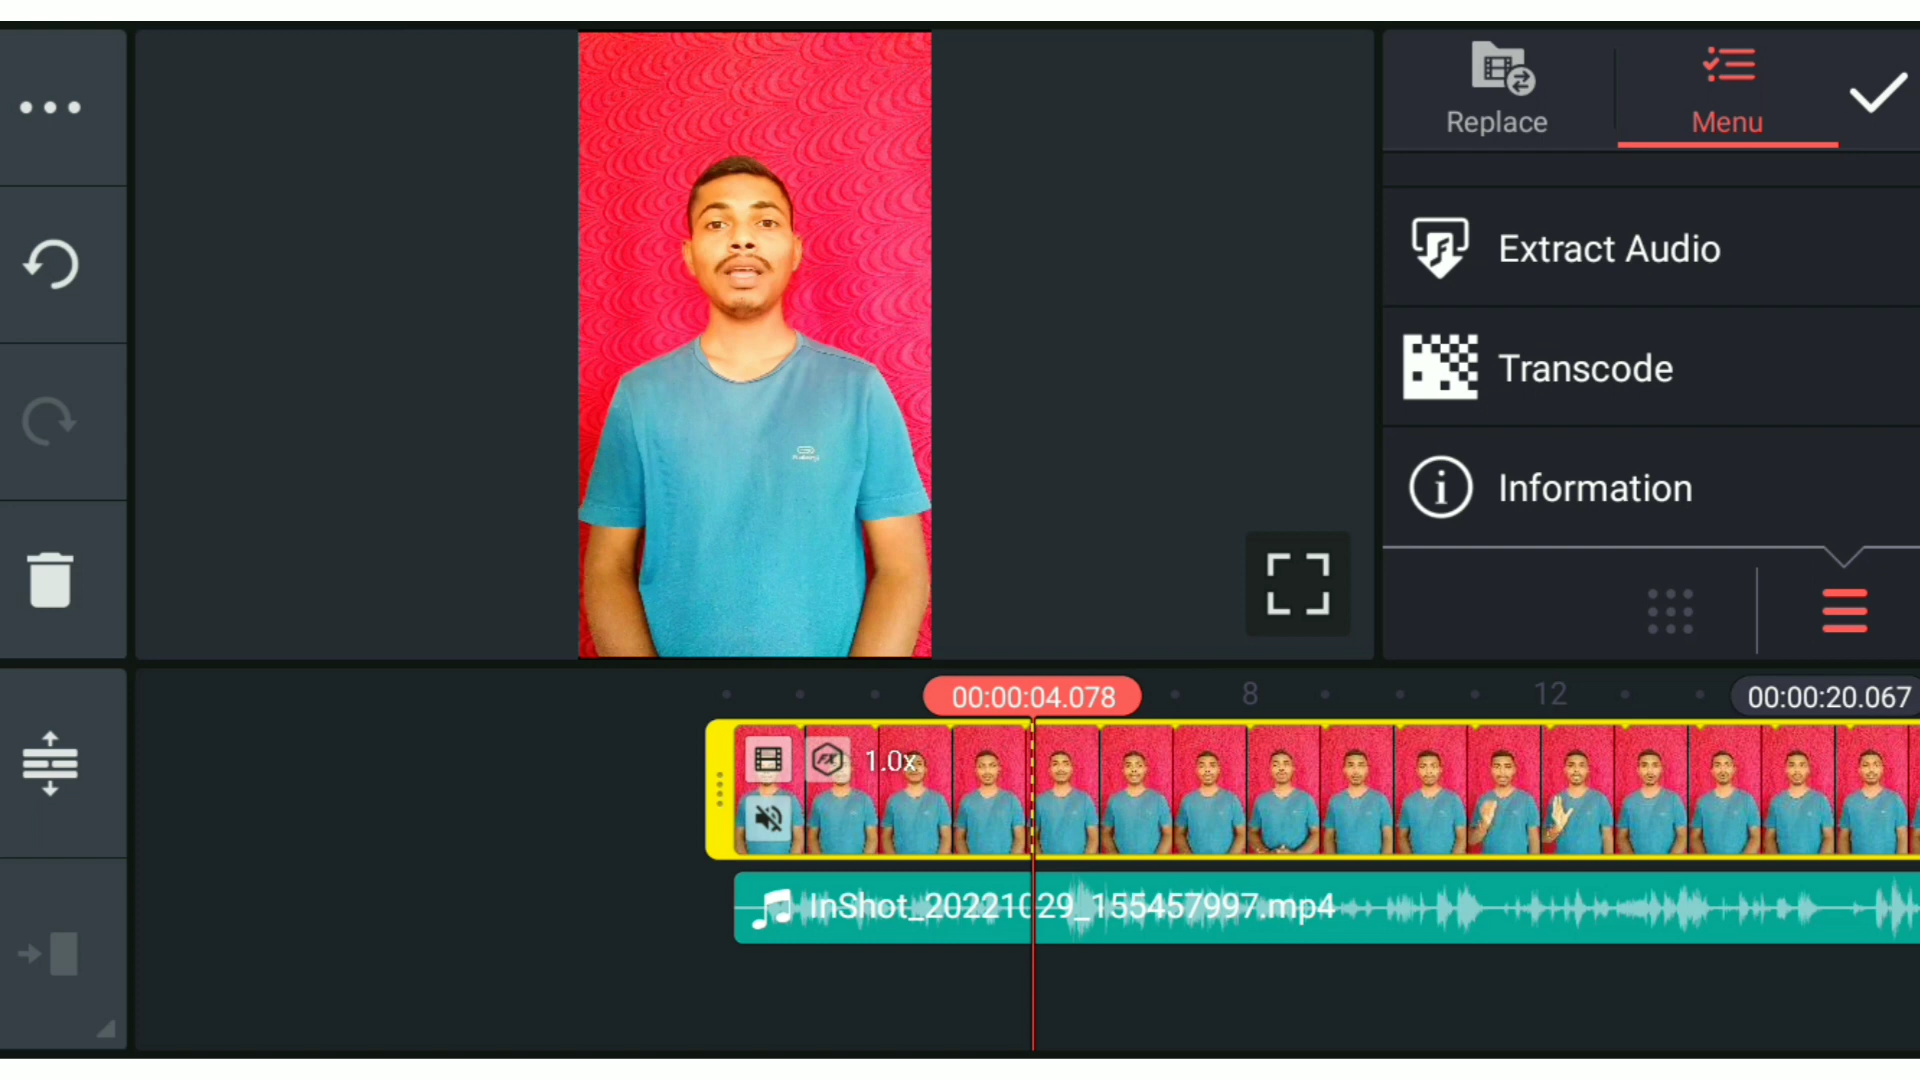 Replace
Menu
Extract Audio
Transcode
Information
00:00:04.078
8
12
00:00:20.067
FX
1.0x
InShot_20221029_155457997.mp4